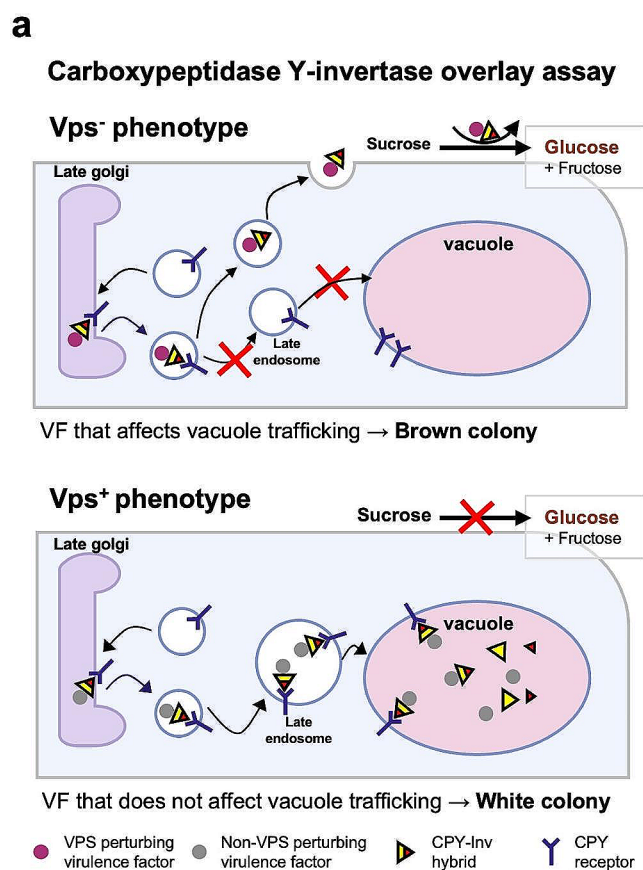 a
Carboxypeptidase Y-invertase overlay assay
Vps⁻ phenotype
Sucrose
Glucose
+ Fructose
Late golgi
vacuole
Late
endosome
VF that affects vacuole trafficking → Brown colony
Vps⁺ phenotype
Sucrose
Glucose
+ Fructose
Late golgi
vacuole
Late
endosome
VF that does not affect vacuole trafficking → White colony
VPS perturbing
virulence factor
Non-VPS perturbing
virulence factor
CPY-Inv
hybrid
CPY
receptor